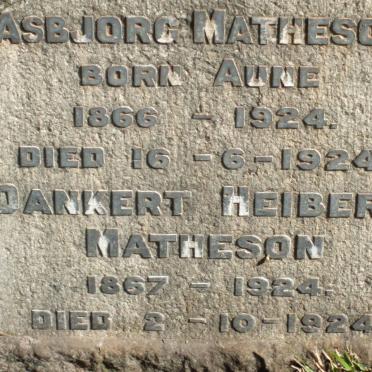 ASBJORG MATHESO
BORN AUNE
1866 - 1924.
DIED 16 - 6 - 1924
DANKERT HEIBER
MATHESON
1867 - 1924.
DIED 2 - 10 - 1924